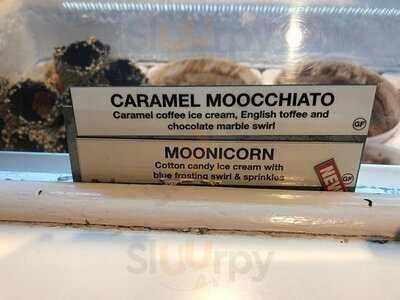 CARAMEL MOOCCHIATO
Caramel coffee ice cream, English toffee and
chocolate marble swirl
GF
MOONICORN
Cotton candy ice cream with
blue frosting swirl & sprinkles
NEW
GF
Sluurpy